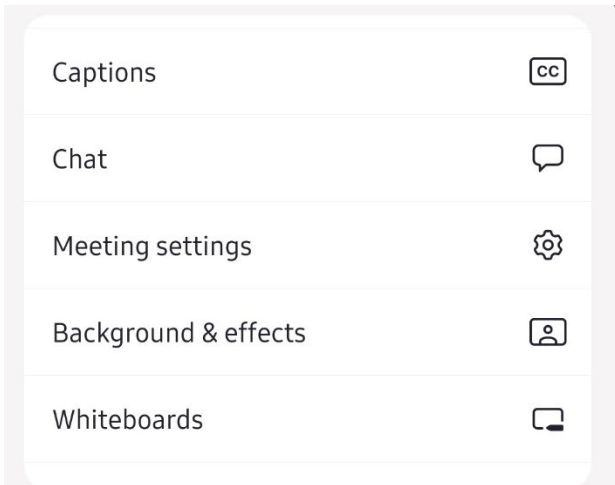 Captions CC
Chat
Meeting settings
Background & effects
Whiteboards